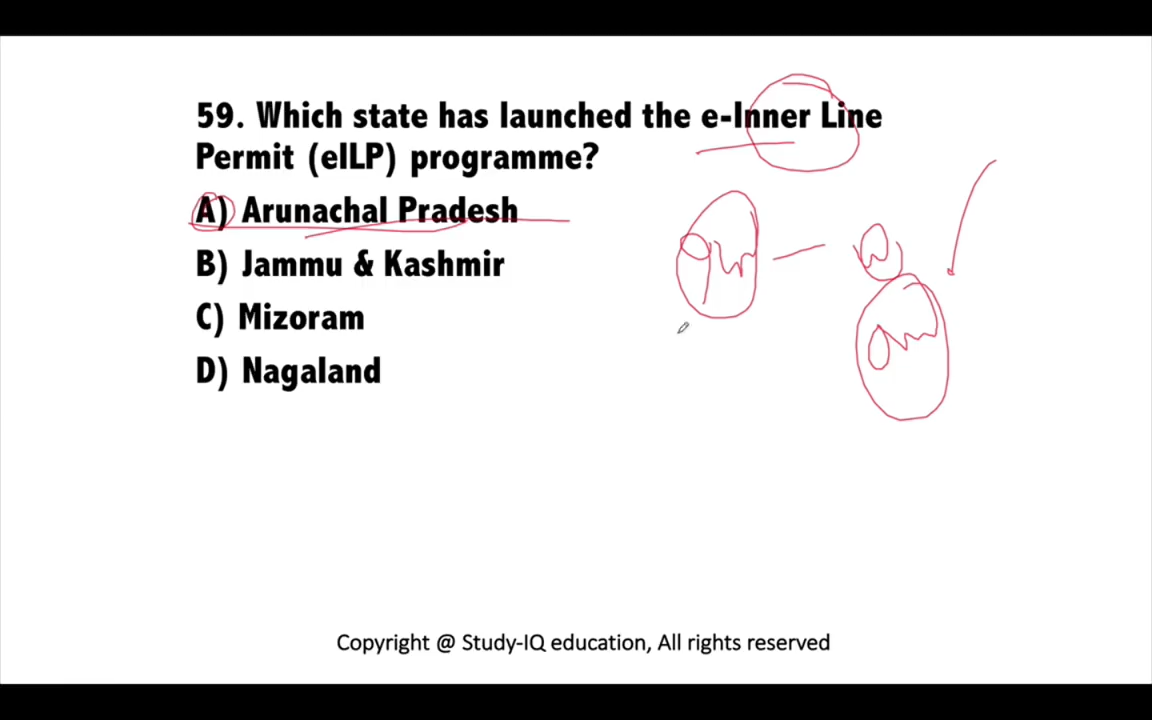 59. Which state has launched the e-Inner Line
Permit (eILP) programme?
A) Arunachal Pradesh
B) Jammu & Kashmir
C) Mizoram
D) Nagaland
Copyright @ Study-IQ education, All rights reserved